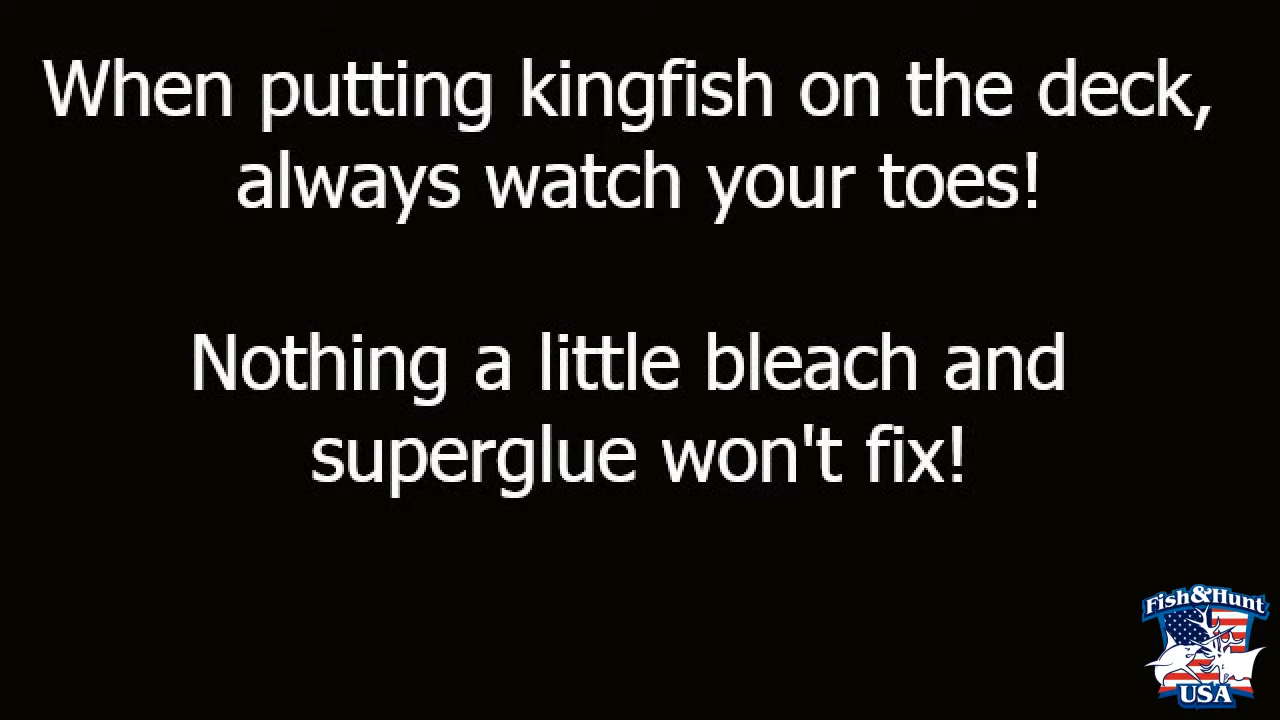 When putting kingfish on the deck,
always watch your toes!
Nothing a little bleach and
superglue won't fix!
Fish&Hunt
USA